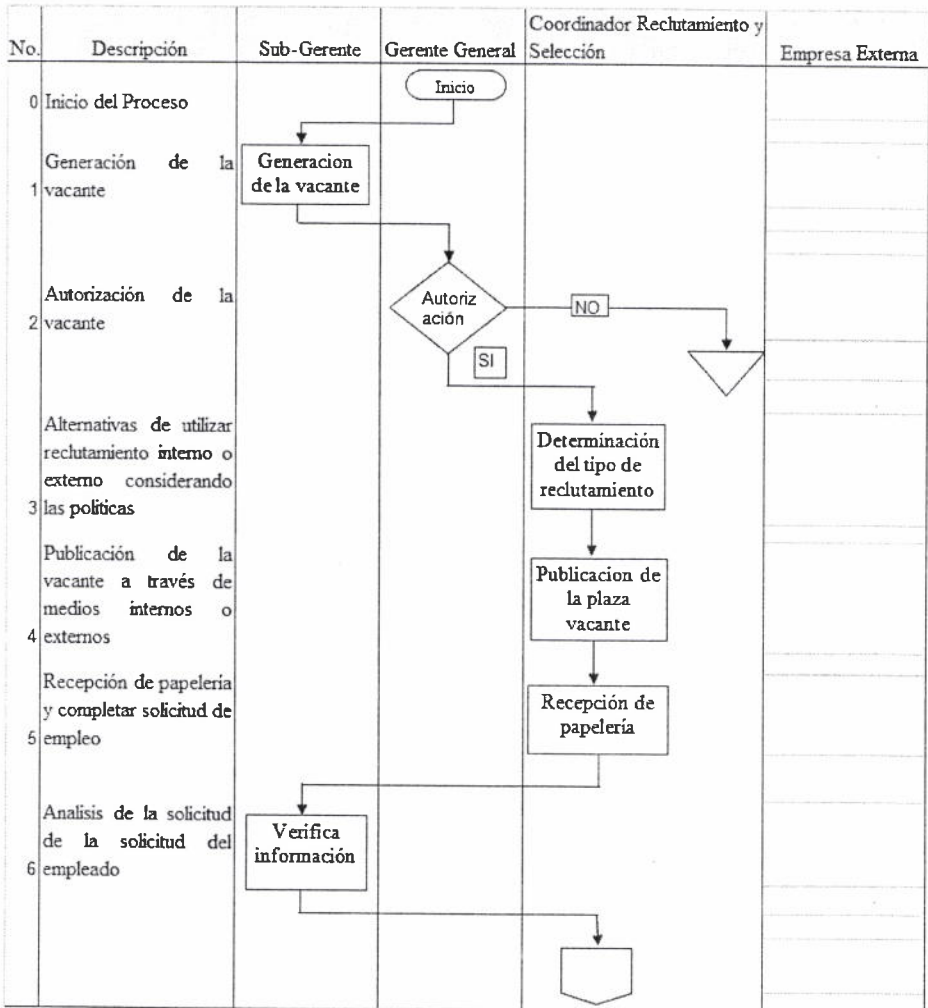 No.
Descripción
Sub-Gerente
Gerente General
Coordinador Reclutamiento y
Selección
Empresa Externa
Inicio
0 Inicio del Proceso
Generación de la
1 vacante
Generacion
de la vacante
Autorización de la
2 vacante
Autoriz
ación
NO
SI
Alternativas de utilizar
reclutamiento interno o
externo considerando
3 las politicas
Determinación
del tipo de
reclutamiento
Publicación de la
vacante a través de
medios internos o
4 externos
Publicacion de
la plaza
vacante
Recepción de papelería
y completar solicitud de
5 empleo
Recepción de
papelería
Analisis de la solicitud
de la solicitud del
6 empleado
Verifica
información